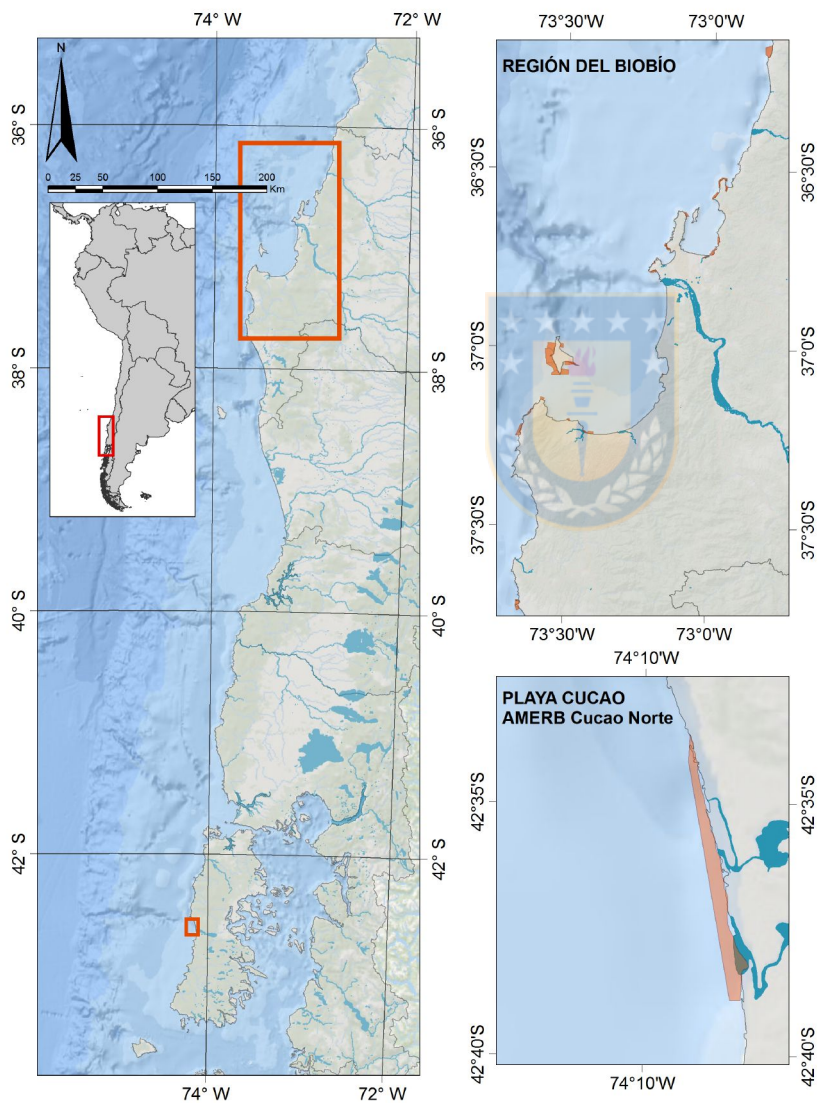 74° W
72° W
N
36° S
36° S
0
25
50
100
150
200
Km
38° S
38° S
40° S
40° S
42° S
42° S
74° W
72° W
73°30'W
73°0'W
REGIÓN DEL BIOBÍO
36°30'S
36°30'S
37°0'S
37°0'S
37°30'S
37°30'S
73°30'W
73°0'W
74°10'W
PLAYA CUCAO
AMERB Cucao Norte
42°35'S
42°35'S
42°40'S
42°40'S
74°10'W